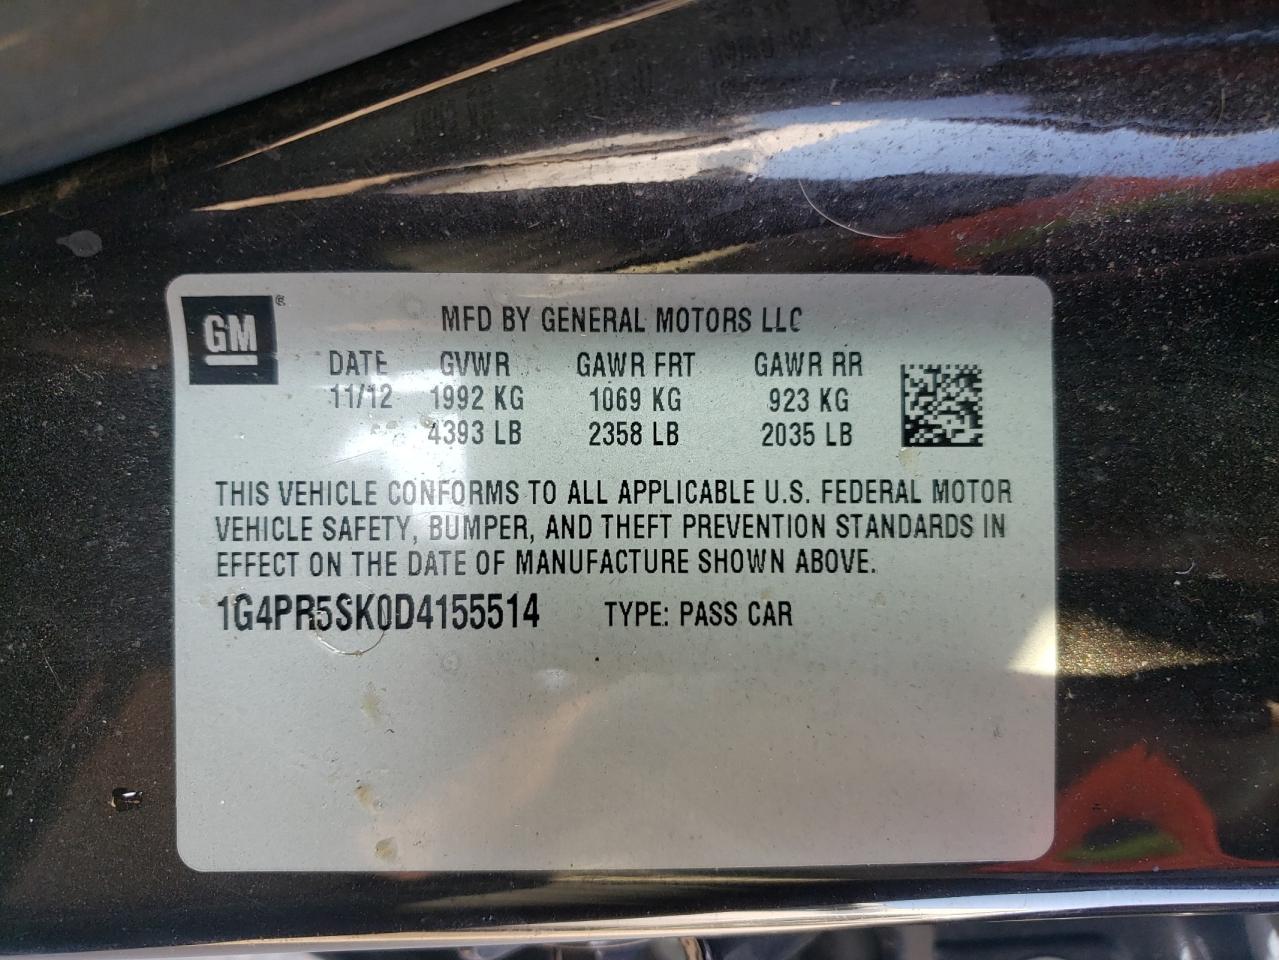 GM ®
MFD BY GENERAL MOTORS LLC
DATE GVWR GAWR FRT GAWR RR
11/12 1992 KG 1069 KG 923 KG
4393 LB 2358 LB 2035 LB
THIS VEHICLE CONFORMS TO ALL APPLICABLE U.S. FEDERAL MOTOR
VEHICLE SAFETY, BUMPER, AND THEFT PREVENTION STANDARDS IN
EFFECT ON THE DATE OF MANUFACTURE SHOWN ABOVE.
1G4PR5SK0D4155514 TYPE: PASS CAR